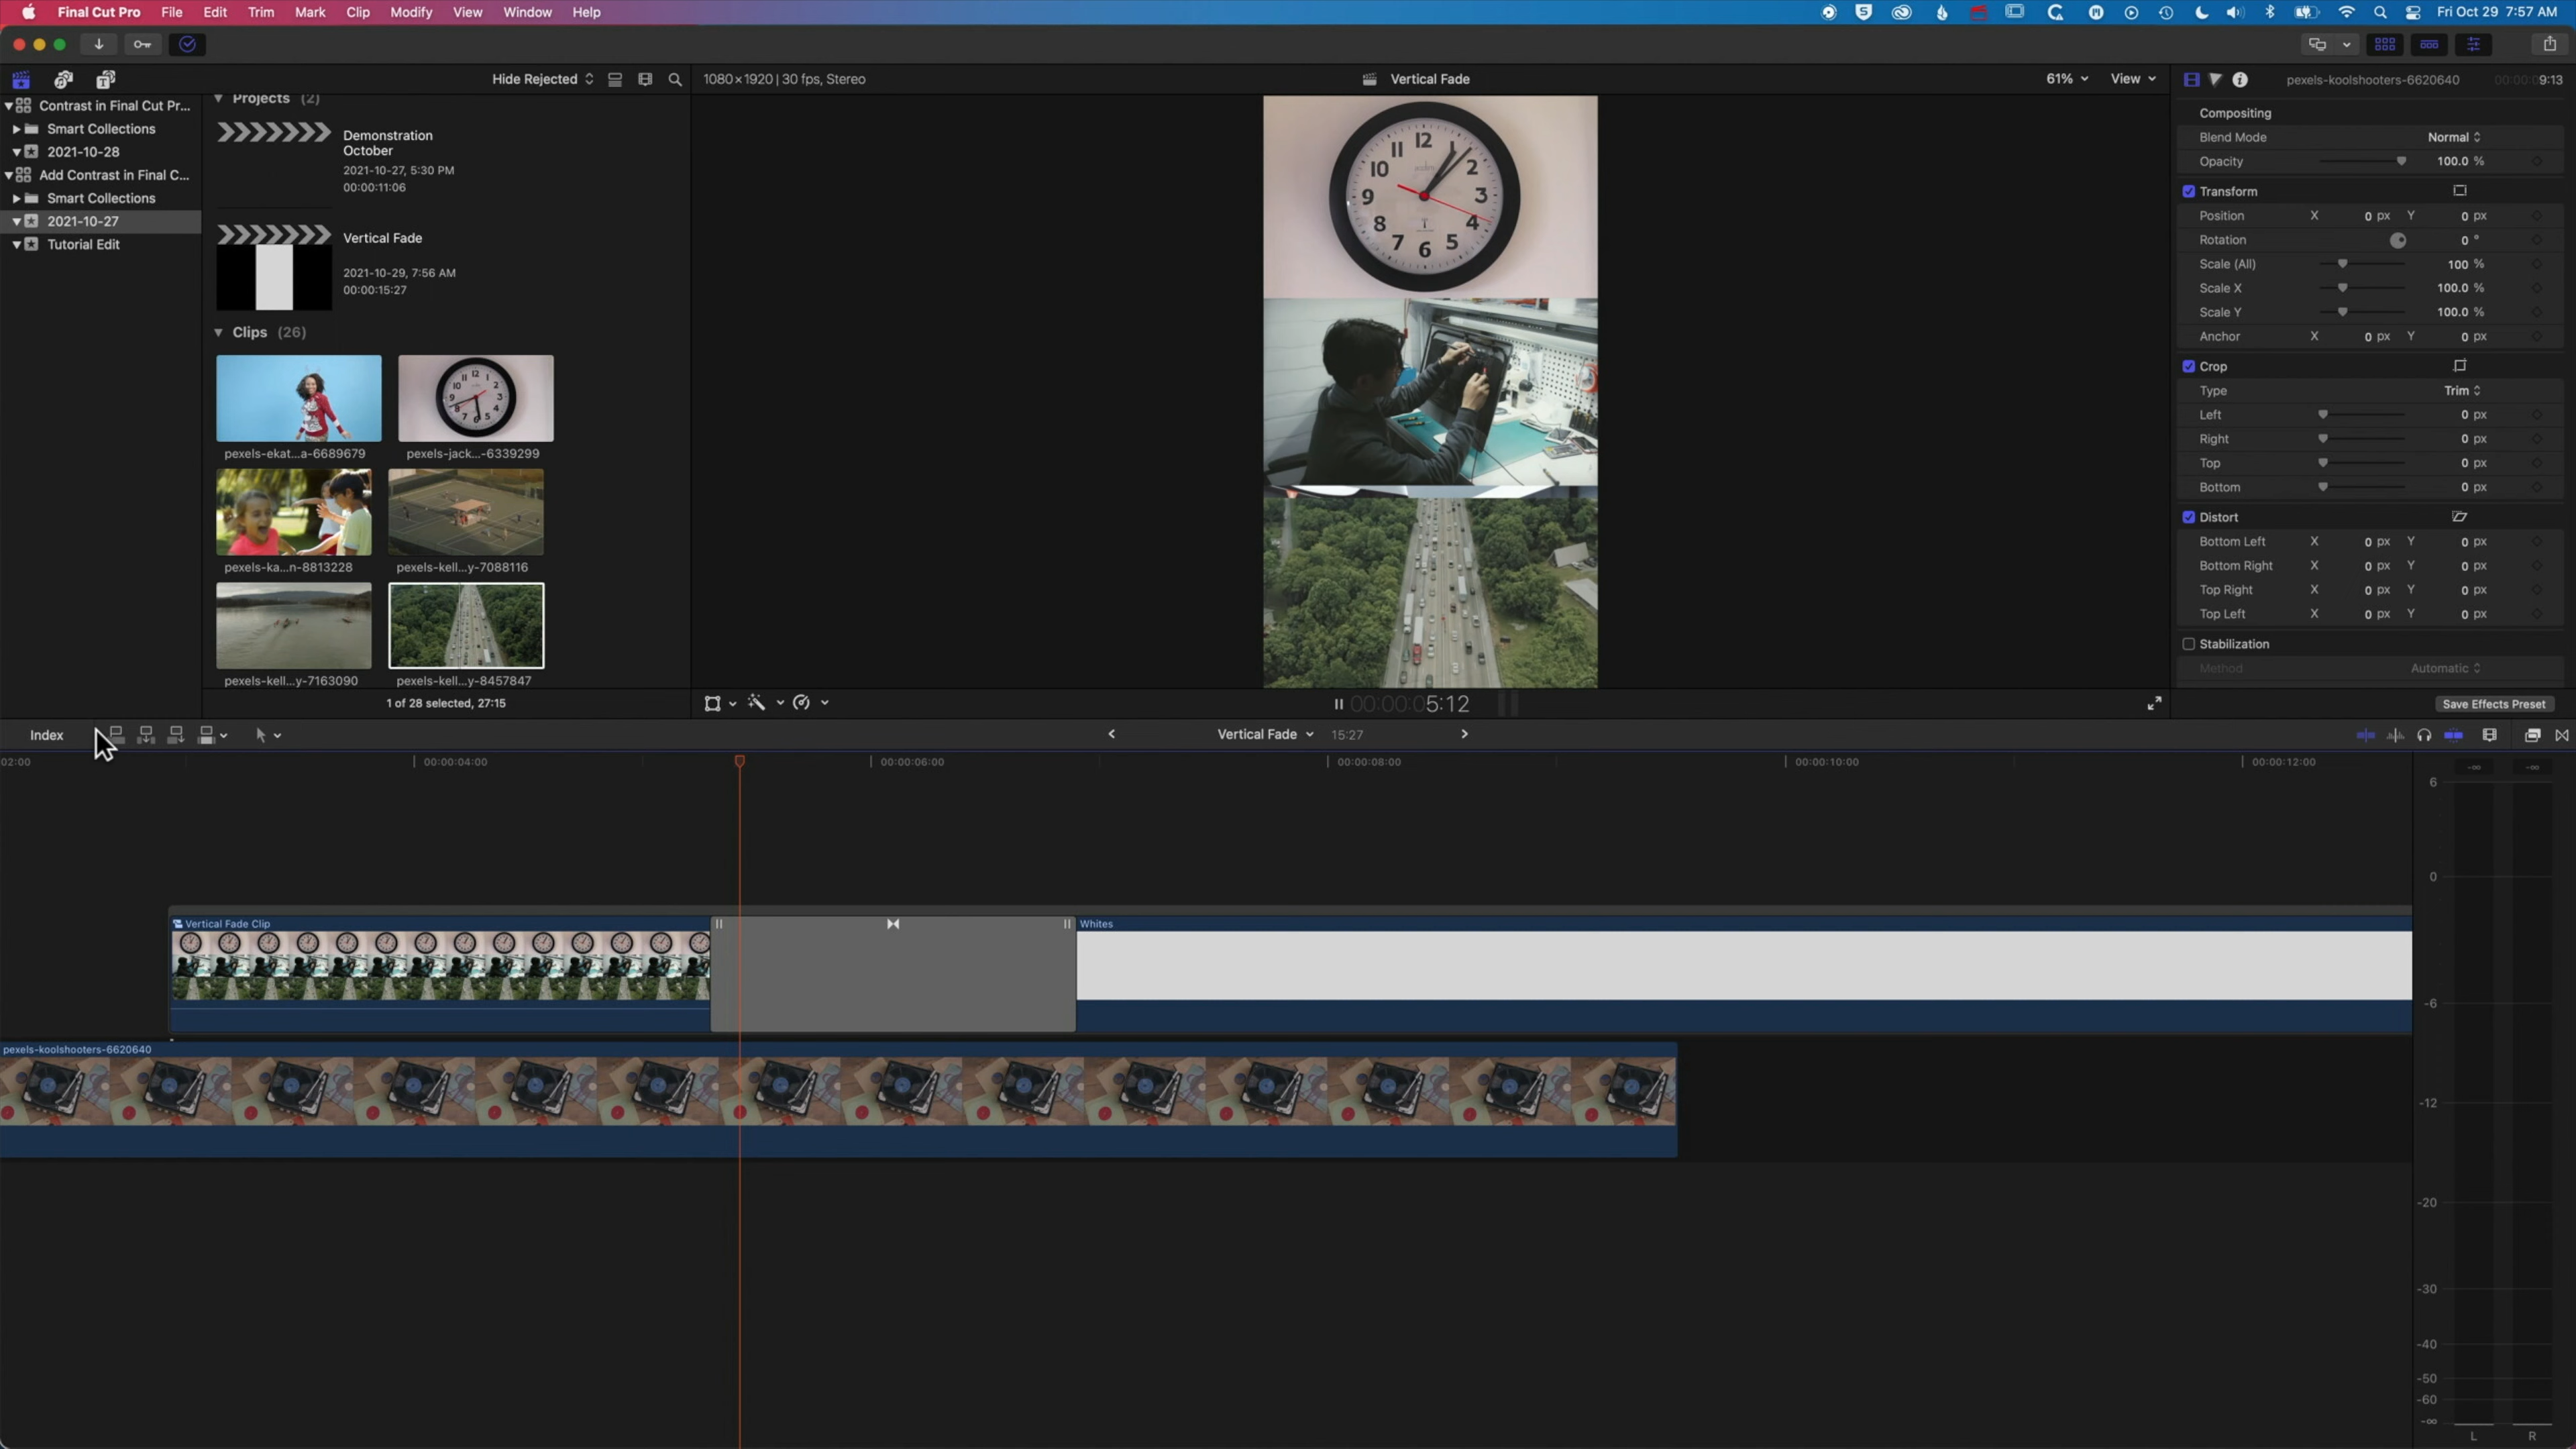 Final Cut Pro File Edit Trim Mark Clip Modify View Window Help Fri Oct 29 7:57 AM
Hide Rejected 1080×1920 | 30 fps, Stereo Vertical Fade 61% View pexels-koolshooters-6620640 00:00:09:13
Contrast in Final Cut Pr...
Smart Collections
2021-10-28
Add Contrast in Final C...
Smart Collections
2021-10-27
Tutorial Edit
Projects (2)
Demonstration
October
2021-10-27, 5:30 PM
00:00:11:06
Vertical Fade
2021-10-29, 7:56 AM
00:00:15:27
Clips (26)
pexels-ekat...a-6689679 pexels-jack...-6339299
pexels-ka...n-8813228 pexels-kell...y-7088116
pexels-kell...y-7163090 pexels-kell...y-8457847
1 of 28 selected, 27:15
12 1 2 3 4 5 6 7 8 9 10 11
00:00:05:12
Compositing
Blend Mode Normal
Opacity 100.0 %
Transform
Position X 0 px Y 0 px
Rotation 0 °
Scale (All) 100 %
Scale X 100.0 %
Scale Y 100.0 %
Anchor X 0 px Y 0 px
Crop
Type Trim
Left 0 px
Right 0 px
Top 0 px
Bottom 0 px
Distort
Bottom Left X 0 px Y 0 px
Bottom Right X 0 px Y 0 px
Top Right X 0 px Y 0 px
Top Left X 0 px Y 0 px
Stabilization
Method Automatic
Save Effects Preset
Index Vertical Fade 15:27
02:00 00:00:04:00 00:00:06:00 00:00:08:00 00:00:10:00 00:00:12:00
Vertical Fade Clip Whites
pexels-koolshooters-6620640
-∞ -∞
6
0
-6
-12
-20
-30
-40
-50
-60
-∞
L R